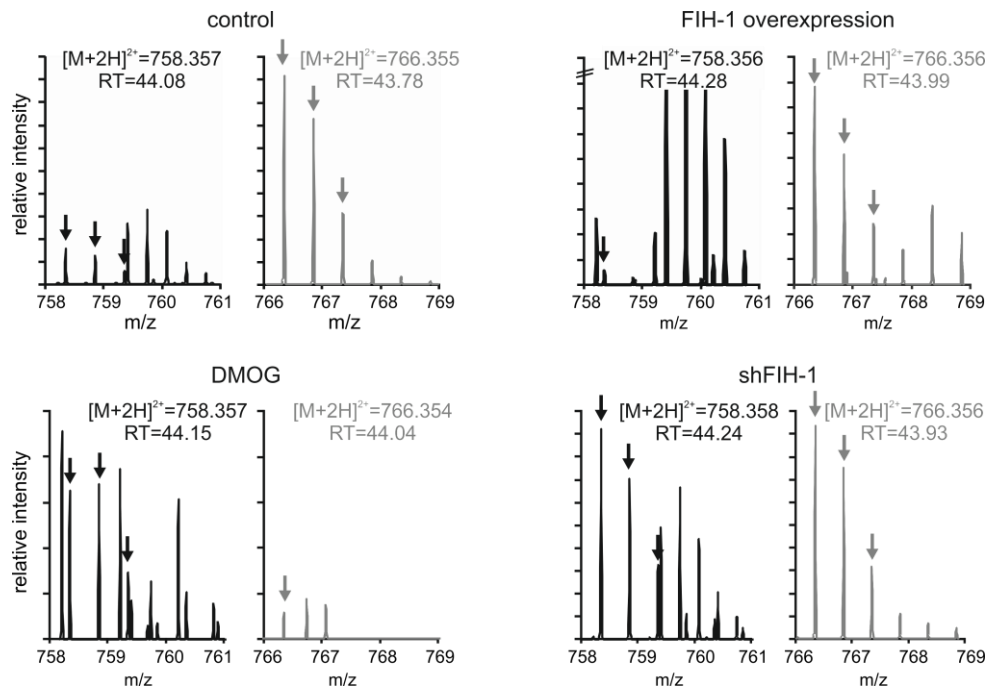 control
[M+2H]²⁺=758.357
RT=44.08
[M+2H]²⁺=766.355
RT=43.78
relative intensity
758 759 760 761
m/z
766 767 768 769
m/z
FIH-1 overexpression
[M+2H]²⁺=758.356
RT=44.28
[M+2H]²⁺=766.356
RT=43.99
758 759 760 761
m/z
766 767 768 769
m/z
DMOG
[M+2H]²⁺=758.357
RT=44.15
[M+2H]²⁺=766.354
RT=44.04
relative intensity
758 759 760 761
m/z
766 767 768 769
m/z
shFIH-1
[M+2H]²⁺=758.358
RT=44.24
[M+2H]²⁺=766.356
RT=43.93
758 759 760 761
m/z
766 767 768 769
m/z